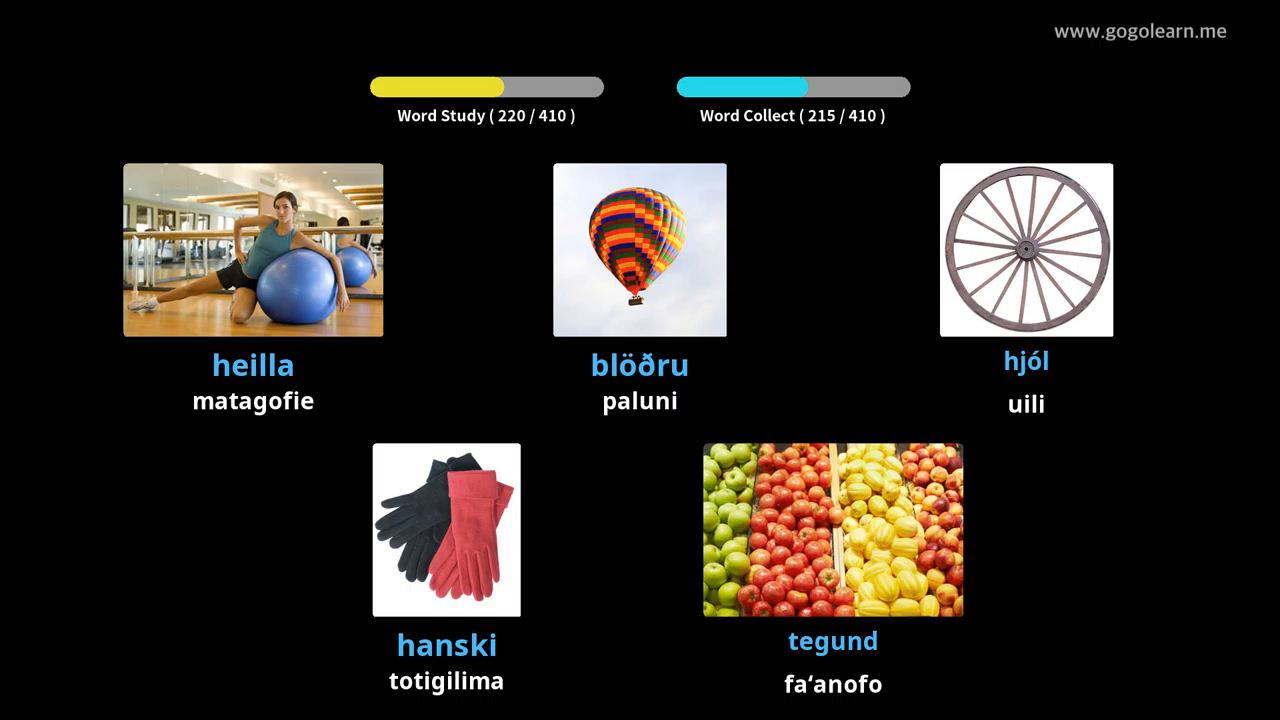 www.gogolearn.me
Word Study ( 220 / 410 )
Word Collect ( 215 / 410 )
heilla
matagofie
blöðru
paluni
hjól
uili
hanski
totigilima
tegund
fa‘anofo